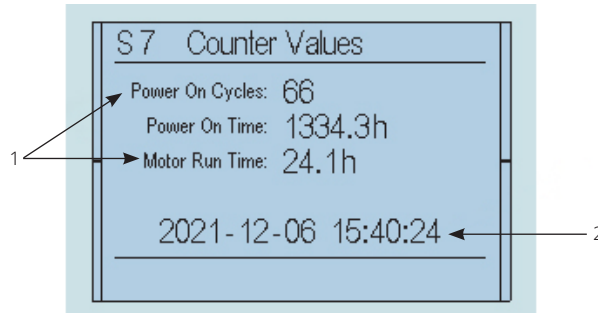 S 7 Counter Values
Power On Cycles: 66
Power On Time: 1334.3h
1
Motor Run Time: 24.1h
2021-12-06 15:40:24
2